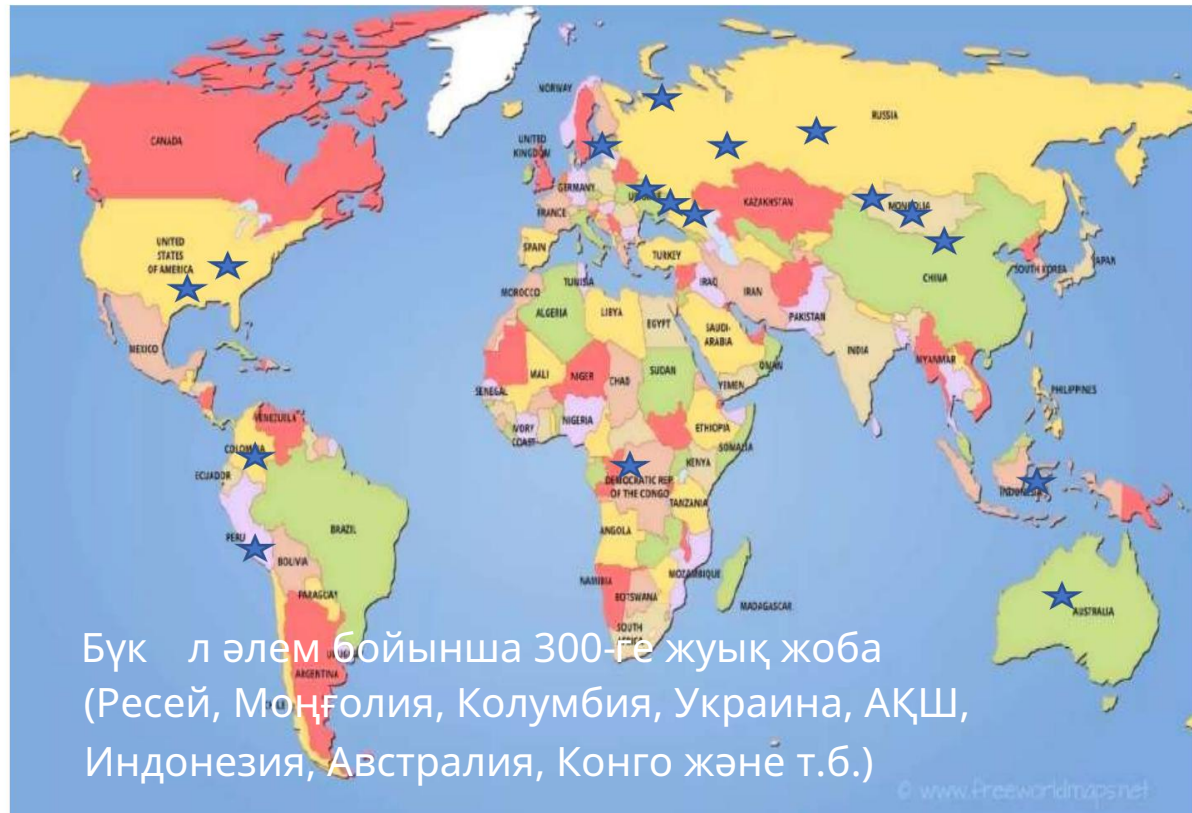 NORWAY
RUSSIA
CANADA
UNITED
KINGDOM
GERMANY
KAZAKHSTAN
MONGOLIA
FRANCE
UNITED
STATES
OF AMERICA
SPAIN
TURKEY
SOUTH KOREA
JAPAN
CHINA
TUNISIA
MOROCCO
IRAQ
IRAN
ALGERIA
LIBYA
EGYPT
PAKISTAN
SAUDI-
ARABIA
MEXICO
INDIA
MYANMAR
OMAN
MALI
NIGER
CHAD
SUDAN
YEMEN
PHILIPPINES
SENEGAL
VENEZUELA
NIGERIA
IVORY
COAST
ETHIOPIA
COLOMBIA
SOMALIA
ECUADOR
KENYA
DEMOCRATIC REP.
OF THE CONGO
INDONESIA
TANZANIA
BRAZIL
ANGOLA
PERU
BOLIVIA
MOZAMBIQUE
NAMIBIA
PARAGUAY
BOTSWANA
MADAGASCAR
AUSTRALIA
SOUTH
Бүк л әлем бойынша 300-ге жуық жоба
ARGENTINA
(Ресей, Моңғолия, Колумбия, Украина, АҚШ,
Индонезия, Австралия, Конго және т.б.)
© www.freeworldmaps.net